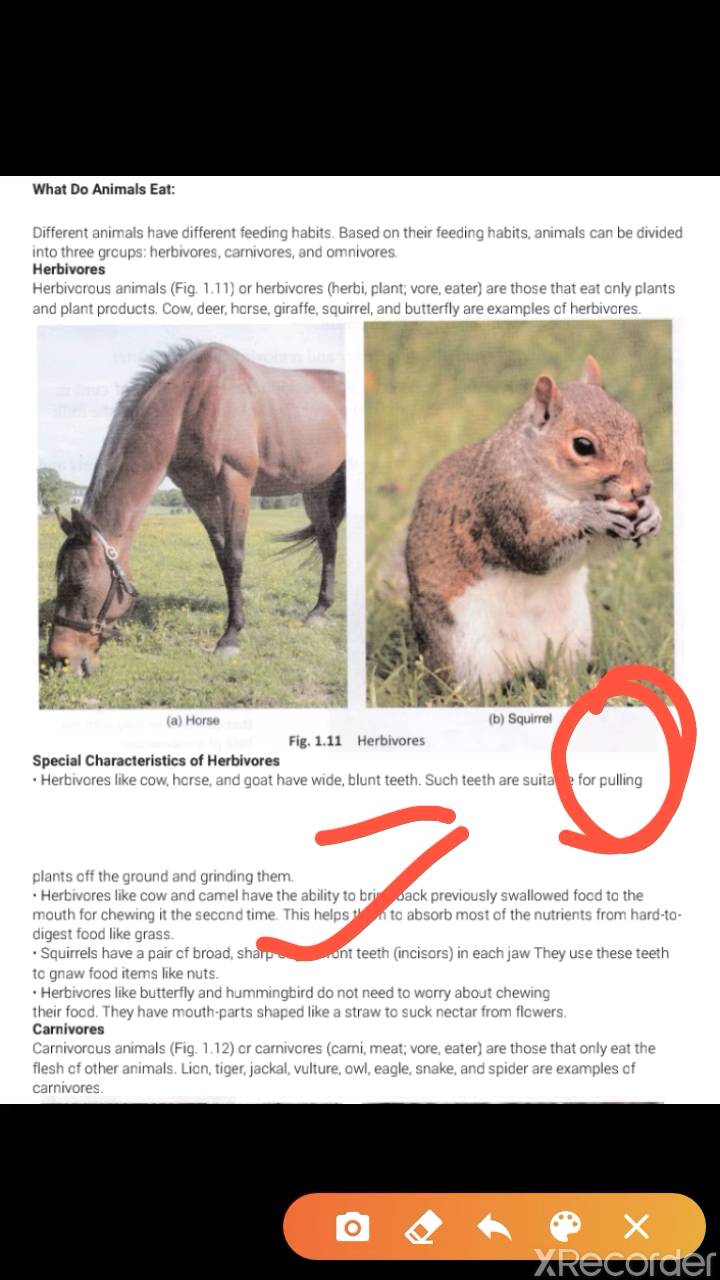 What Do Animals Eat:
Different animals have different feeding habits. Based on their feeding habits, animals can be divided
into three groups: herbivores, carnivores, and omnivores.
Herbivores
Herbivorous animals (Fig. 1.11) or herbivores (herbi, plant; vore, eater) are those that eat only plants
and plant products. Cow, deer, horse, giraffe, squirrel, and butterfly are examples of herbivores.
(a) Horse
(b) Squirrel
Fig. 1.11 Herbivores
Special Characteristics of Herbivores
• Herbivores like cow, horse, and goat have wide, blunt teeth. Such teeth are for pulling
plants off the ground and grinding them.
• Herbivores like cow and camel have the ability to back previously swallowed food to the
mouth for chewing it the second time. This helps to absorb most of the nutrients from hard-to-
digest food like grass.
• Squirrels have a pair of broad, teeth (incisors) in each jaw They use these teeth
to gnaw food items like nuts.
• Herbivores like butterfly and hummingbird do not need to worry about chewing
their food. They have mouth-parts shaped like a straw to suck nectar from flowers.
Carnivores
Carnivorous animals (Fig. 1.12) or carnivores (carni, meat; vore, eater) are those that only eat the
flesh of other animals. Lion, tiger, jackal, vulture, owl, eagle, snake, and spider are examples of
carnivores.
XRecorder